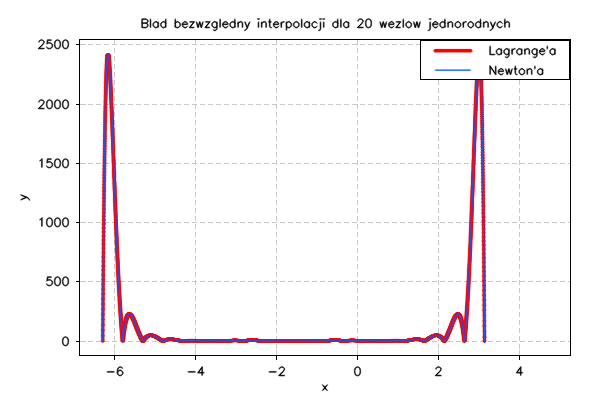 Blad bezwzgledny interpolacji dla 20 wezlow jednorodnych
Lagrange'a
Newton'a
2500
2000
1500
1000
500
0
y
−6 −4 −2 0 2 4
x